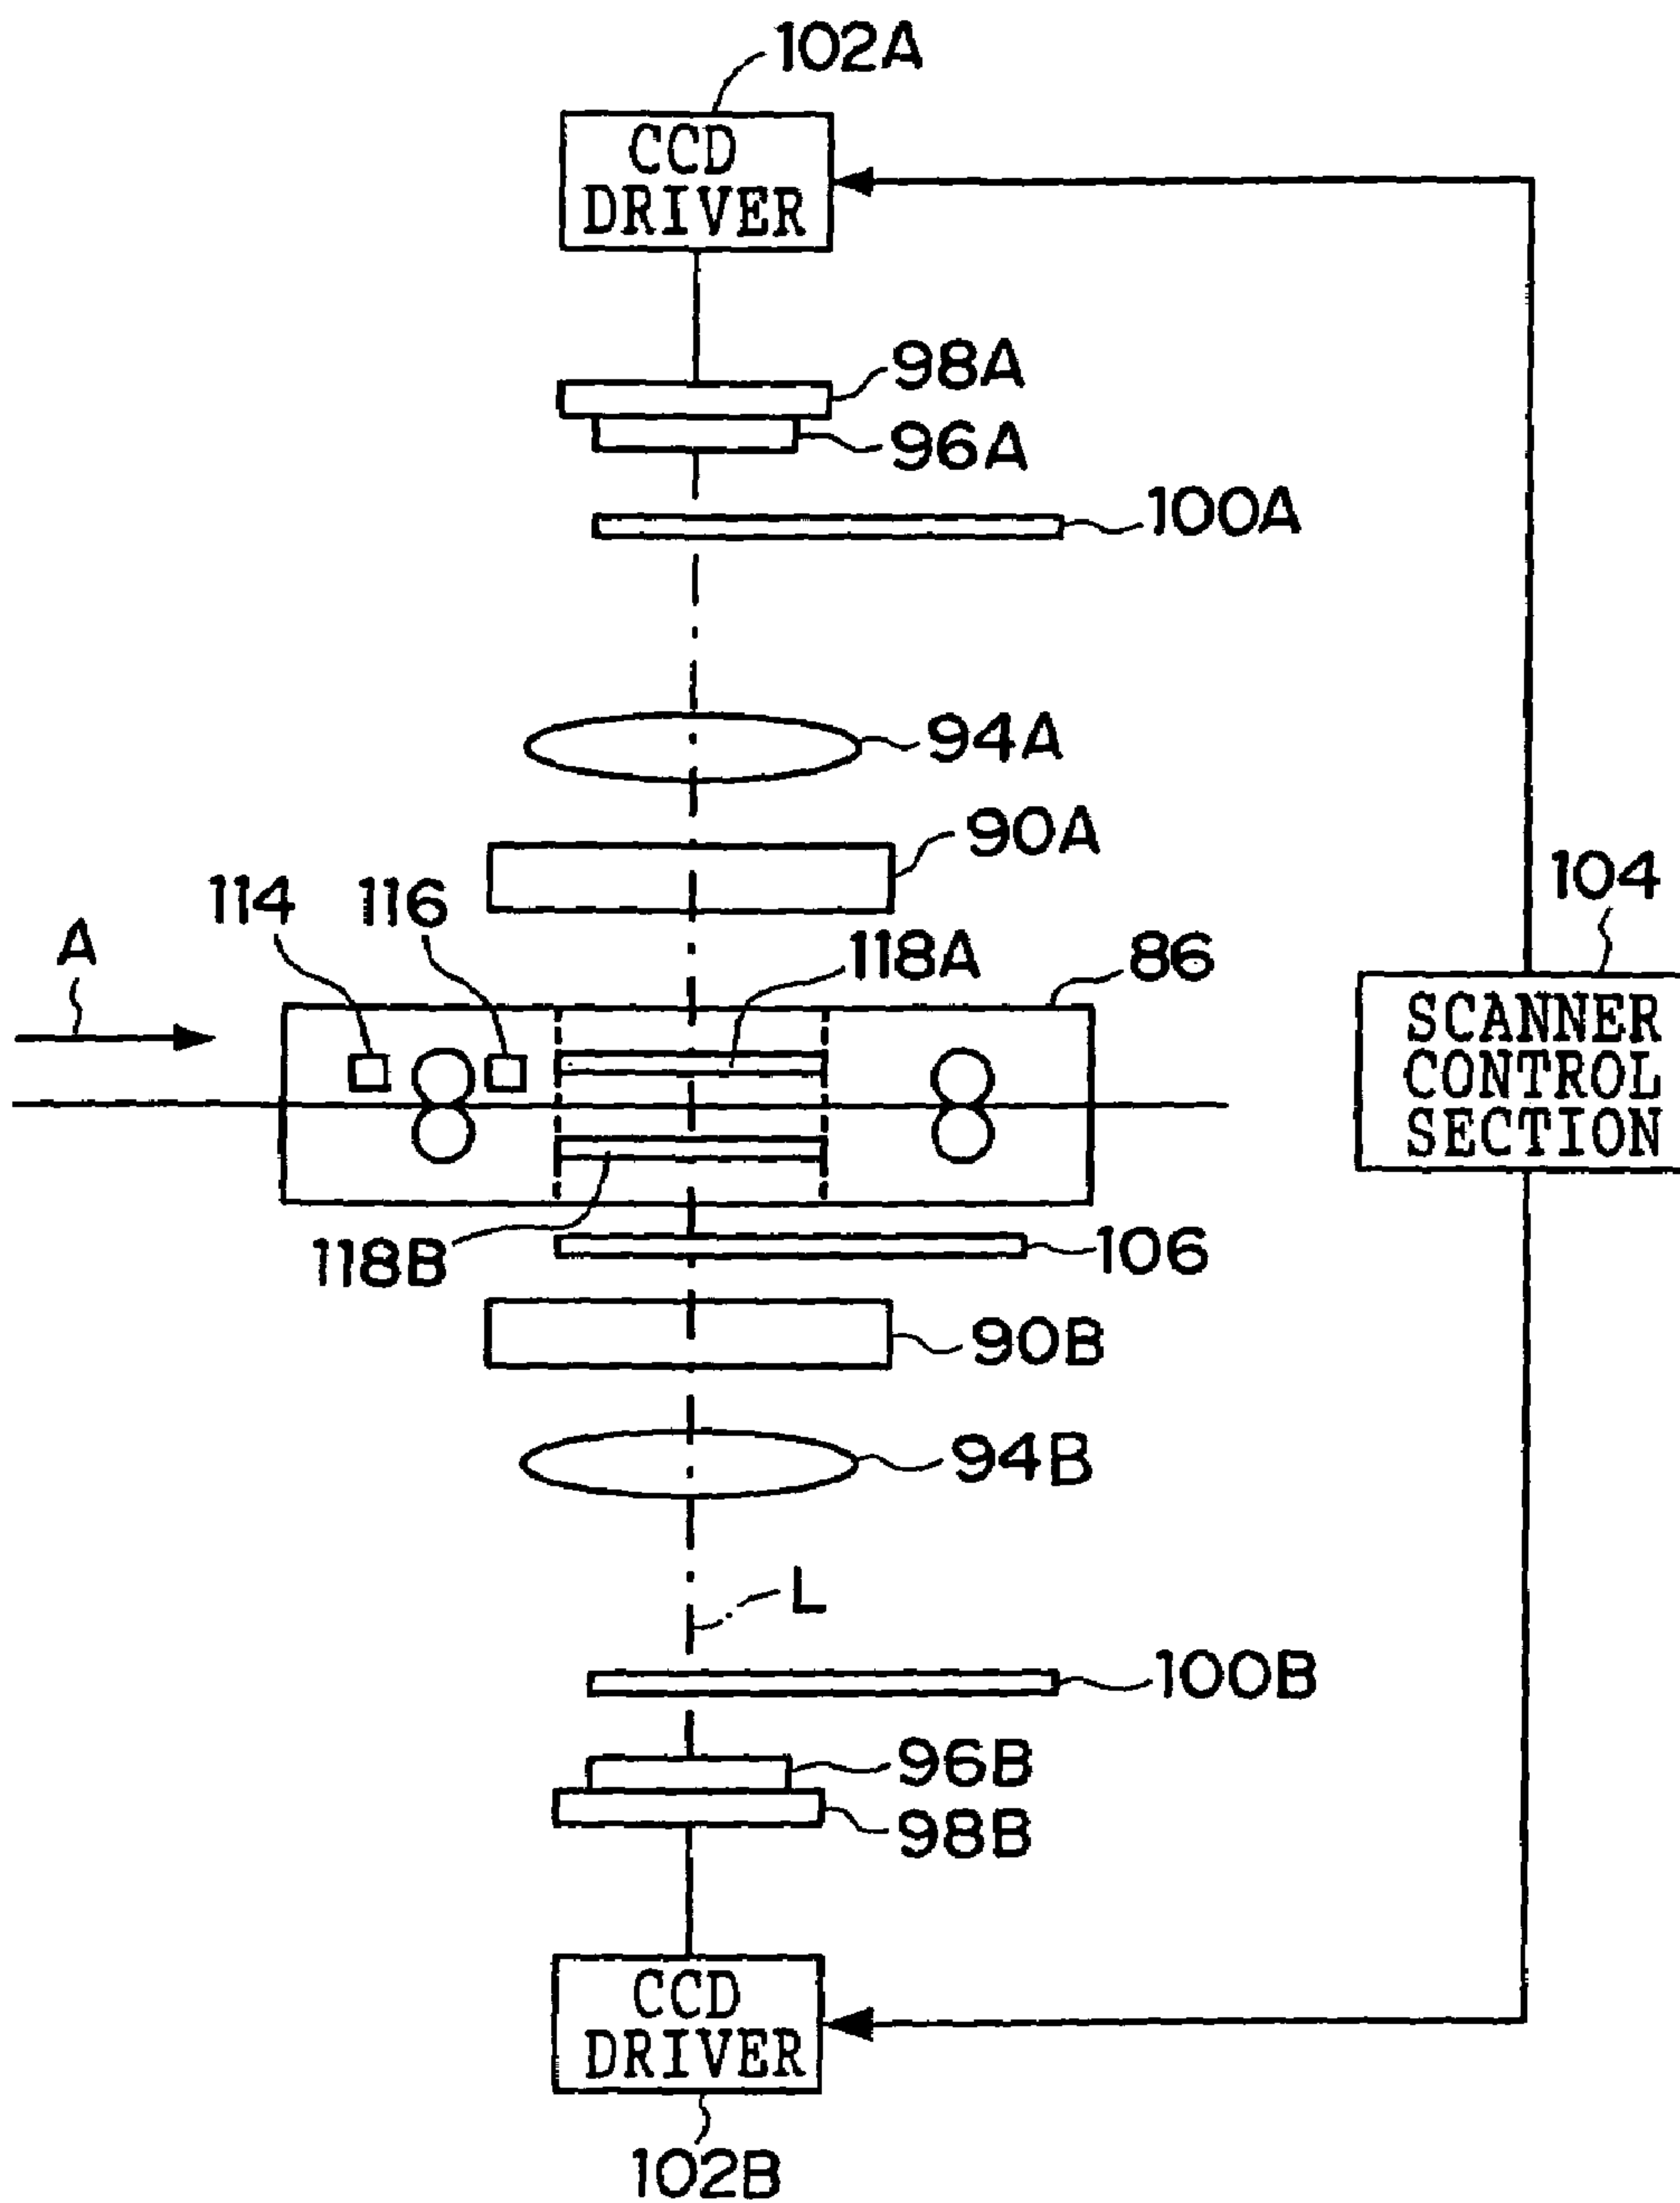 102A
CCD
DRIVER
98A
96A
100A
94A
90A
104
114
116
A
118A
86
SCANNER
CONTROL
SECTION
118B
106
90B
94B
L
100B
96B
98B
CCD
DRIVER
102B